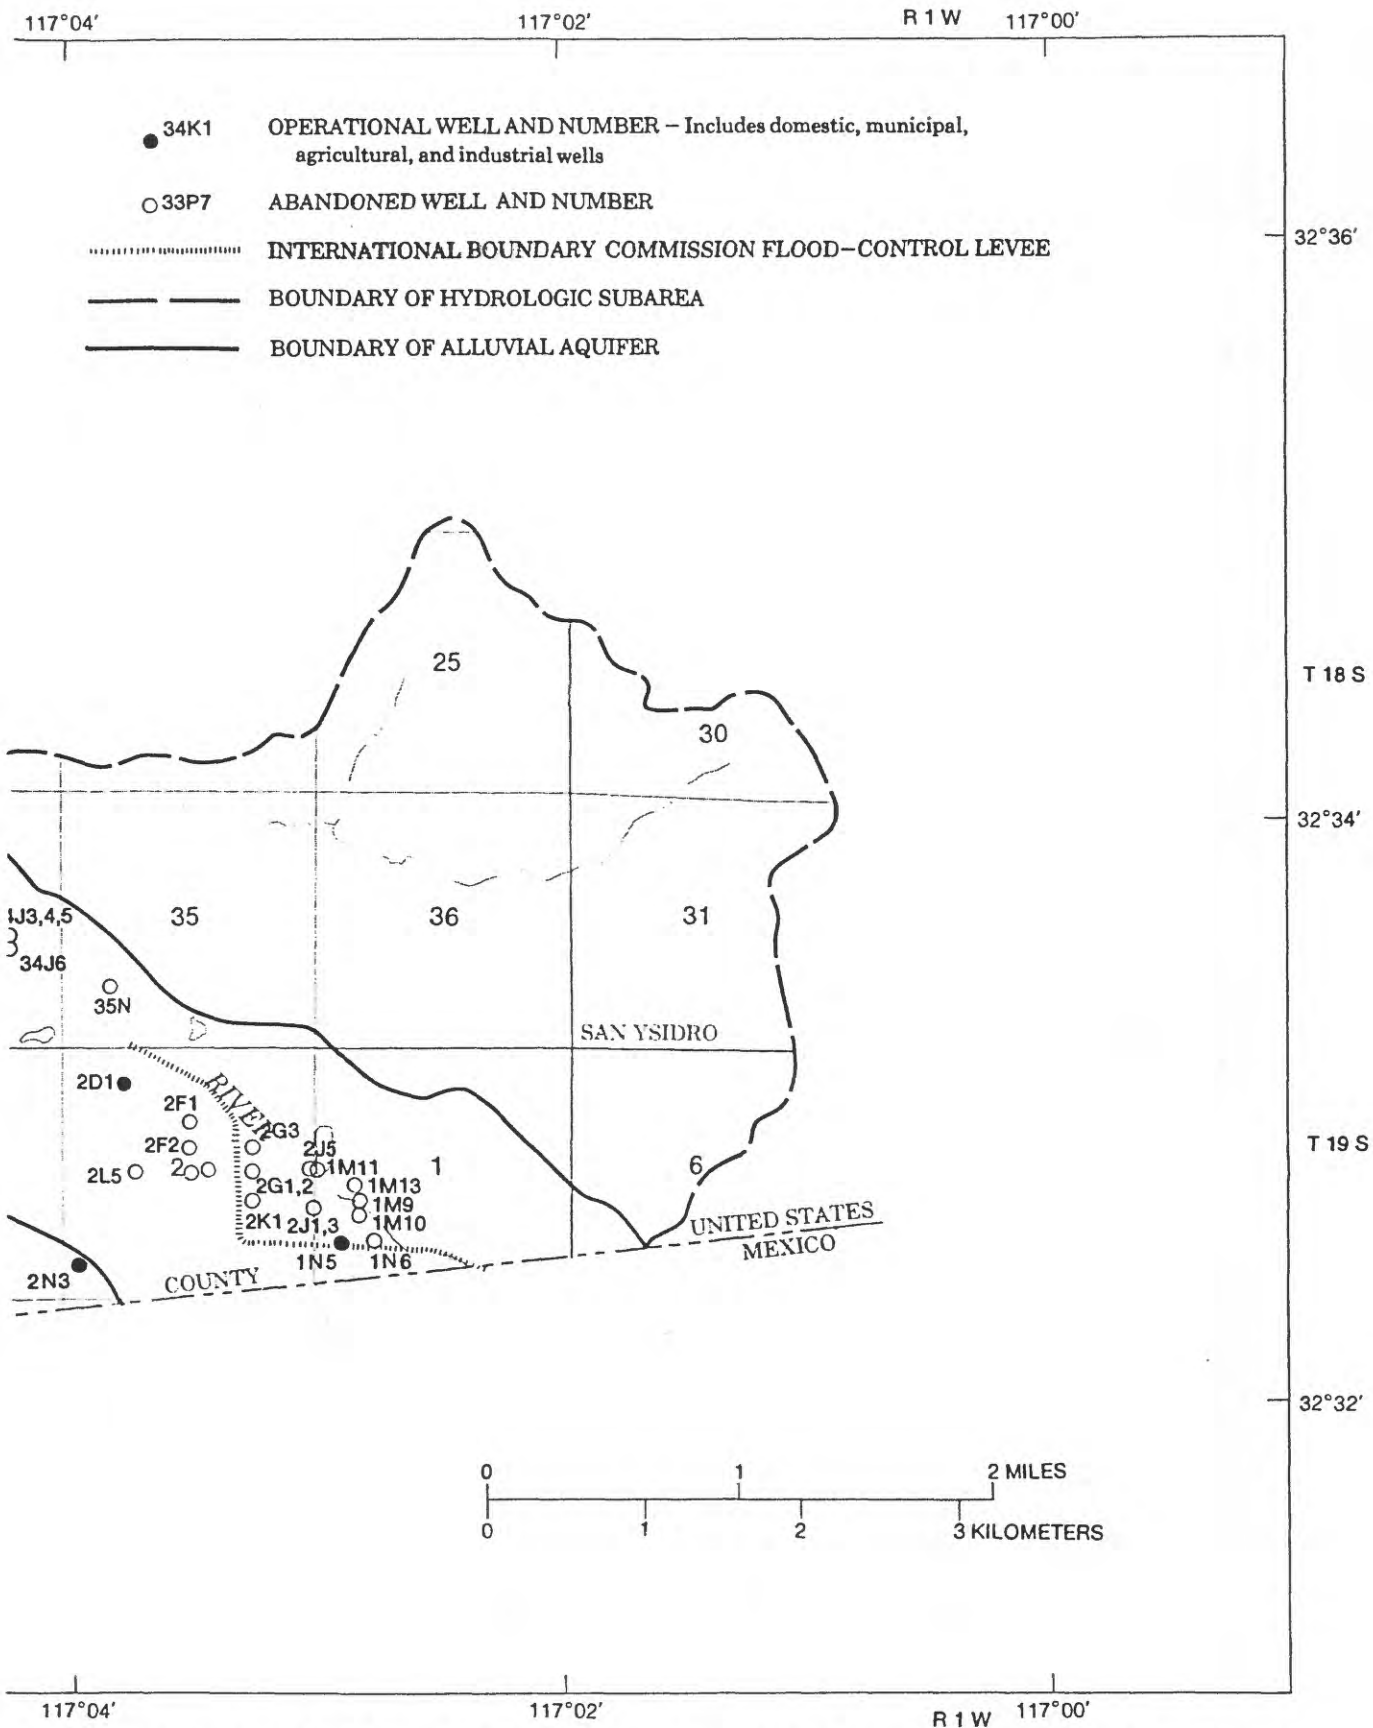 117°04′ 117°02′ R 1 W 117°00′
34K1 OPERATIONAL WELL AND NUMBER – Includes domestic, municipal,
agricultural, and industrial wells
33P7 ABANDONED WELL AND NUMBER
INTERNATIONAL BOUNDARY COMMISSION FLOOD–CONTROL LEVEE
32°36′
BOUNDARY OF HYDROLOGIC SUBAREA
BOUNDARY OF ALLUVIAL AQUIFER
25
T 18 S
30
32°34′
J3,4,5 35 36 31
34J6
35N
SAN YSIDRO
2D1 RIVER
2F1
2G3
2F2 2J5
2L5 2 1M11 1 6
T 19 S
2G1,2 1M13
1M9
2K1 2J1,3 1M10
UNITED STATES
MEXICO
1N5 1N6
2N3 COUNTY
32°32′
0 1 2 MILES
0 1 2 3 KILOMETERS
117°04′ 117°02′ R 1 W 117°00′